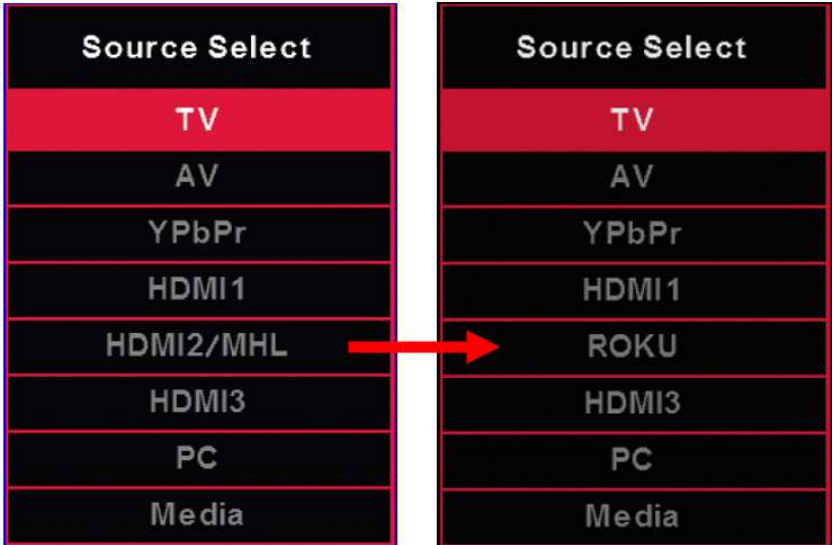 Source Select
TV
AV
YPbPr
HDMI1
HDMI2/MHL
HDMI3
PC
Media
Source Select
TV
AV
YPbPr
HDMI1
ROKU
HDMI3
PC
Media